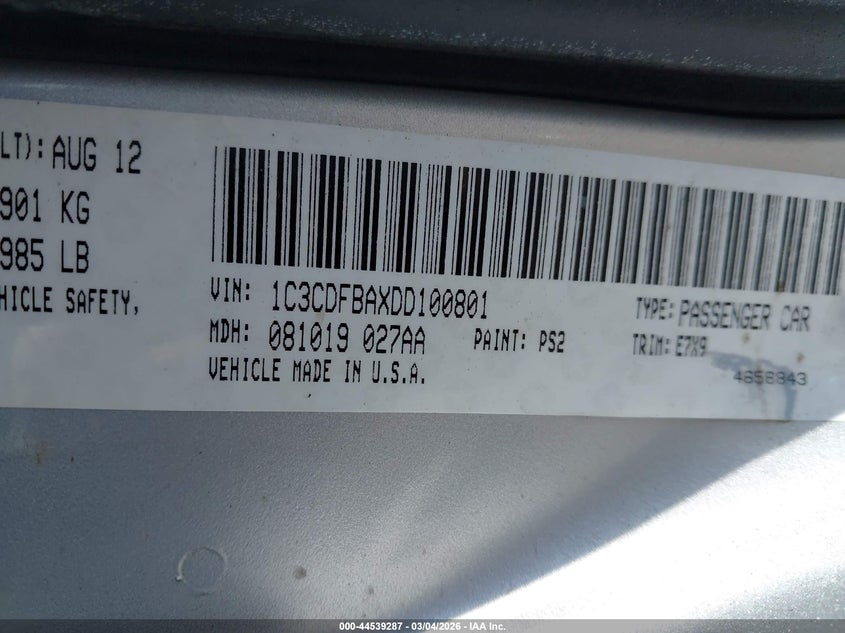 LT): AUG 12
901 KG
985 LB
HICLE SAFETY,
VIN: 1C3CDFBAXDD100801
TYPE: PASSENGER CAR
MDH: 081019 027AA
PAINT: PS2
TRIM: E7X9
VEHICLE MADE IN U.S.A.
4658843
000-44539287 - 03/04/2026 - IAA Inc.